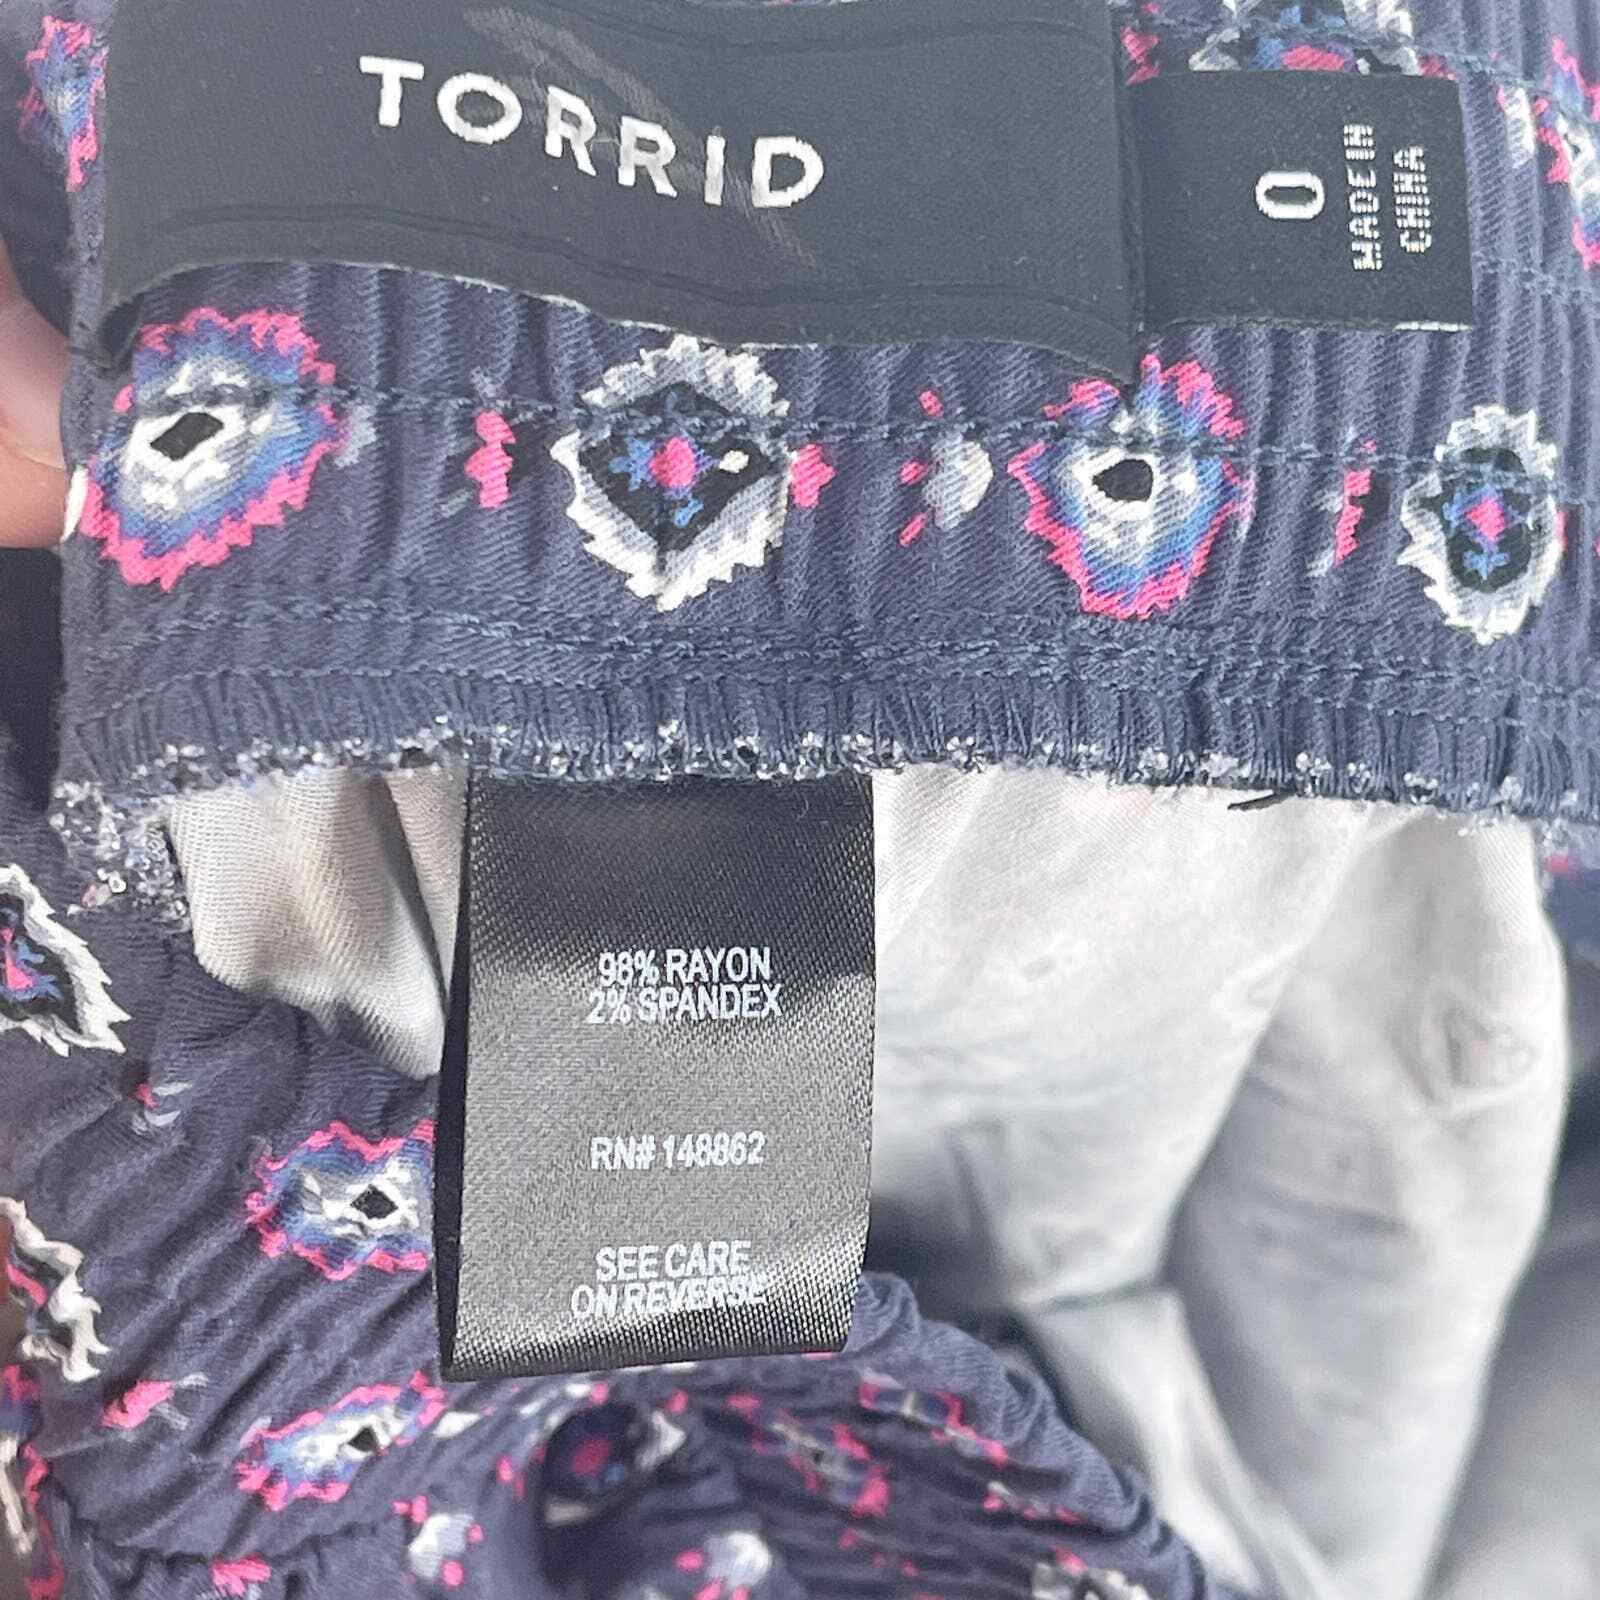 TORRID
0
MADE IN
CHINA
98% RAYON
2% SPANDEX
RN# 148862
SEE CARE
ON REVERSE